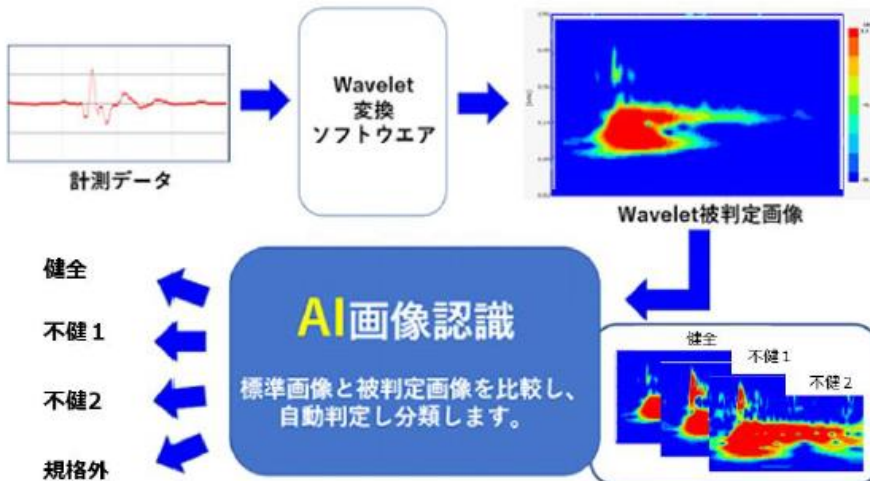 計測データ
Wavelet
変換
ソフトウエア
Wavelet被判定画像
健全
不健１
不健2
規格外
AI画像認識
標準画像と被判定画像を比較し、
自動判定し分類します。
健全
不健１
不健２